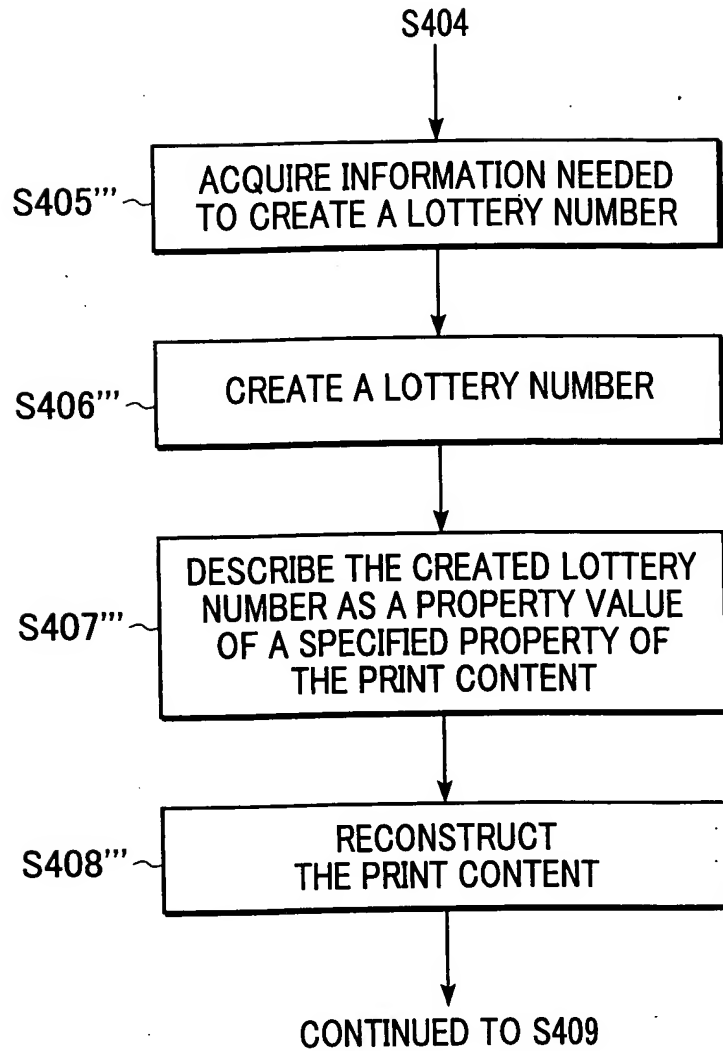 S404
S405''' ACQUIRE INFORMATION NEEDED
TO CREATE A LOTTERY NUMBER
S406''' CREATE A LOTTERY NUMBER
DESCRIBE THE CREATED LOTTERY
S407''' NUMBER AS A PROPERTY VALUE
OF A SPECIFIED PROPERTY OF
THE PRINT CONTENT
S408''' RECONSTRUCT
THE PRINT CONTENT
CONTINUED TO S409